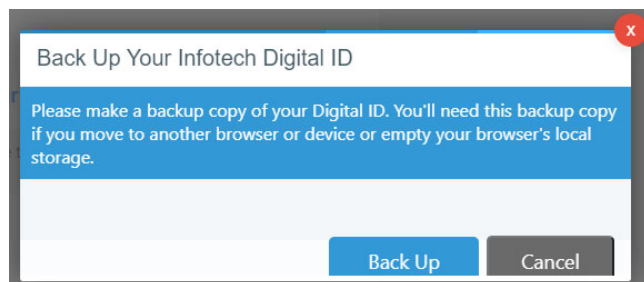 x
Back Up Your Infotech Digital ID
Please make a backup copy of your Digital ID. You'll need this backup copy
if you move to another browser or device or empty your browser's local
storage.
Back Up
Cancel